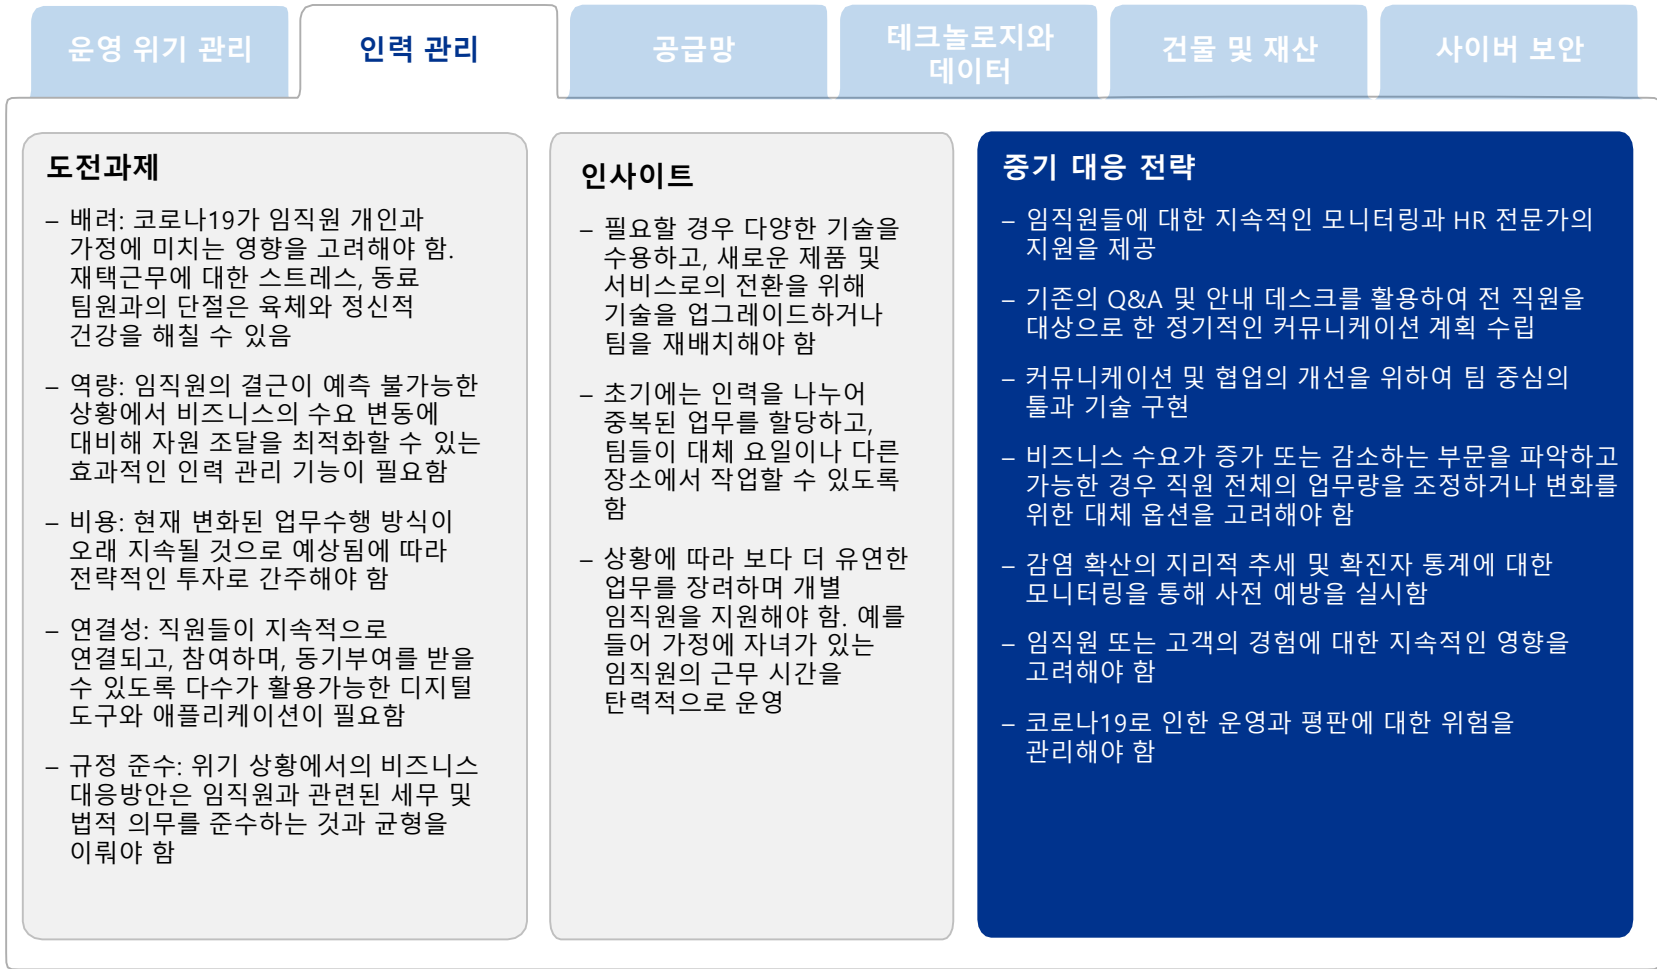 운영 위기 관리
인력 관리
공급망
테크놀로지와
데이터
건물 및 재산
사이버 보안
도전과제
– 배려: 코로나19가 임직원 개인과
가정에 미치는 영향을 고려해야 함.
재택근무에 대한 스트레스, 동료
팀원과의 단절은 육체와 정신적
건강을 해칠 수 있음
– 역량: 임직원의 결근이 예측 불가능한
상황에서 비즈니스의 수요 변동에
대비해 자원 조달을 최적화할 수 있는
효과적인 인력 관리 기능이 필요함
– 비용: 현재 변화된 업무수행 방식이
오래 지속될 것으로 예상됨에 따라
전략적인 투자로 간주해야 함
– 연결성: 직원들이 지속적으로
연결되고, 참여하며, 동기부여를 받을
수 있도록 다수가 활용가능한 디지털
도구와 애플리케이션이 필요함
– 규정 준수: 위기 상황에서의 비즈니스
대응방안은 임직원과 관련된 세무 및
법적 의무를 준수하는 것과 균형을
이뤄야 함
인사이트
– 필요할 경우 다양한 기술을
수용하고, 새로운 제품 및
서비스로의 전환을 위해
기술을 업그레이드하거나
팀을 재배치해야 함
– 초기에는 인력을 나누어
중복된 업무를 할당하고,
팀들이 대체 요일이나 다른
장소에서 작업할 수 있도록
함
– 상황에 따라 보다 더 유연한
업무를 장려하며 개별
임직원을 지원해야 함. 예를
들어 가정에 자녀가 있는
임직원의 근무 시간을
탄력적으로 운영
중기 대응 전략
– 임직원들에 대한 지속적인 모니터링과 HR 전문가의
지원을 제공
– 기존의 Q&A 및 안내 데스크를 활용하여 전 직원을
대상으로 한 정기적인 커뮤니케이션 계획 수립
– 커뮤니케이션 및 협업의 개선을 위하여 팀 중심의
툴과 기술 구현
– 비즈니스 수요가 증가 또는 감소하는 부문을 파악하고
가능한 경우 직원 전체의 업무량을 조정하거나 변화를
위한 대체 옵션을 고려해야 함
– 감염 확산의 지리적 추세 및 확진자 통계에 대한
모니터링을 통해 사전 예방을 실시함
– 임직원 또는 고객의 경험에 대한 지속적인 영향을
고려해야 함
– 코로나19로 인한 운영과 평판에 대한 위험을
관리해야 함